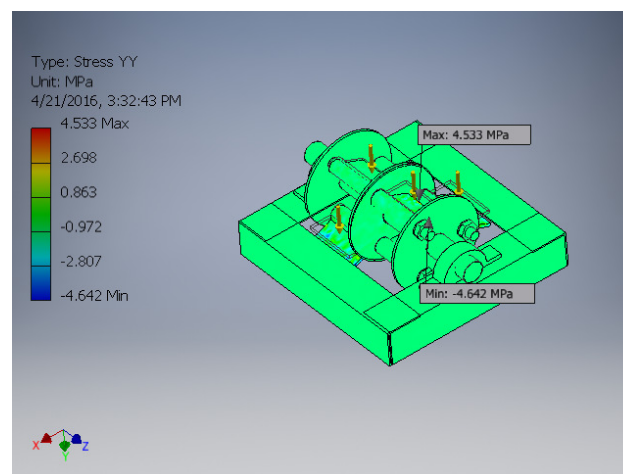 Type: Stress YY
Unit: MPa
4/21/2016, 3:32:43 PM
4.533 Max
2.698
0.863
-0.972
-2.807
-4.642 Min
Max: 4.533 MPa
Min: -4.642 MPa
X
Y
Z